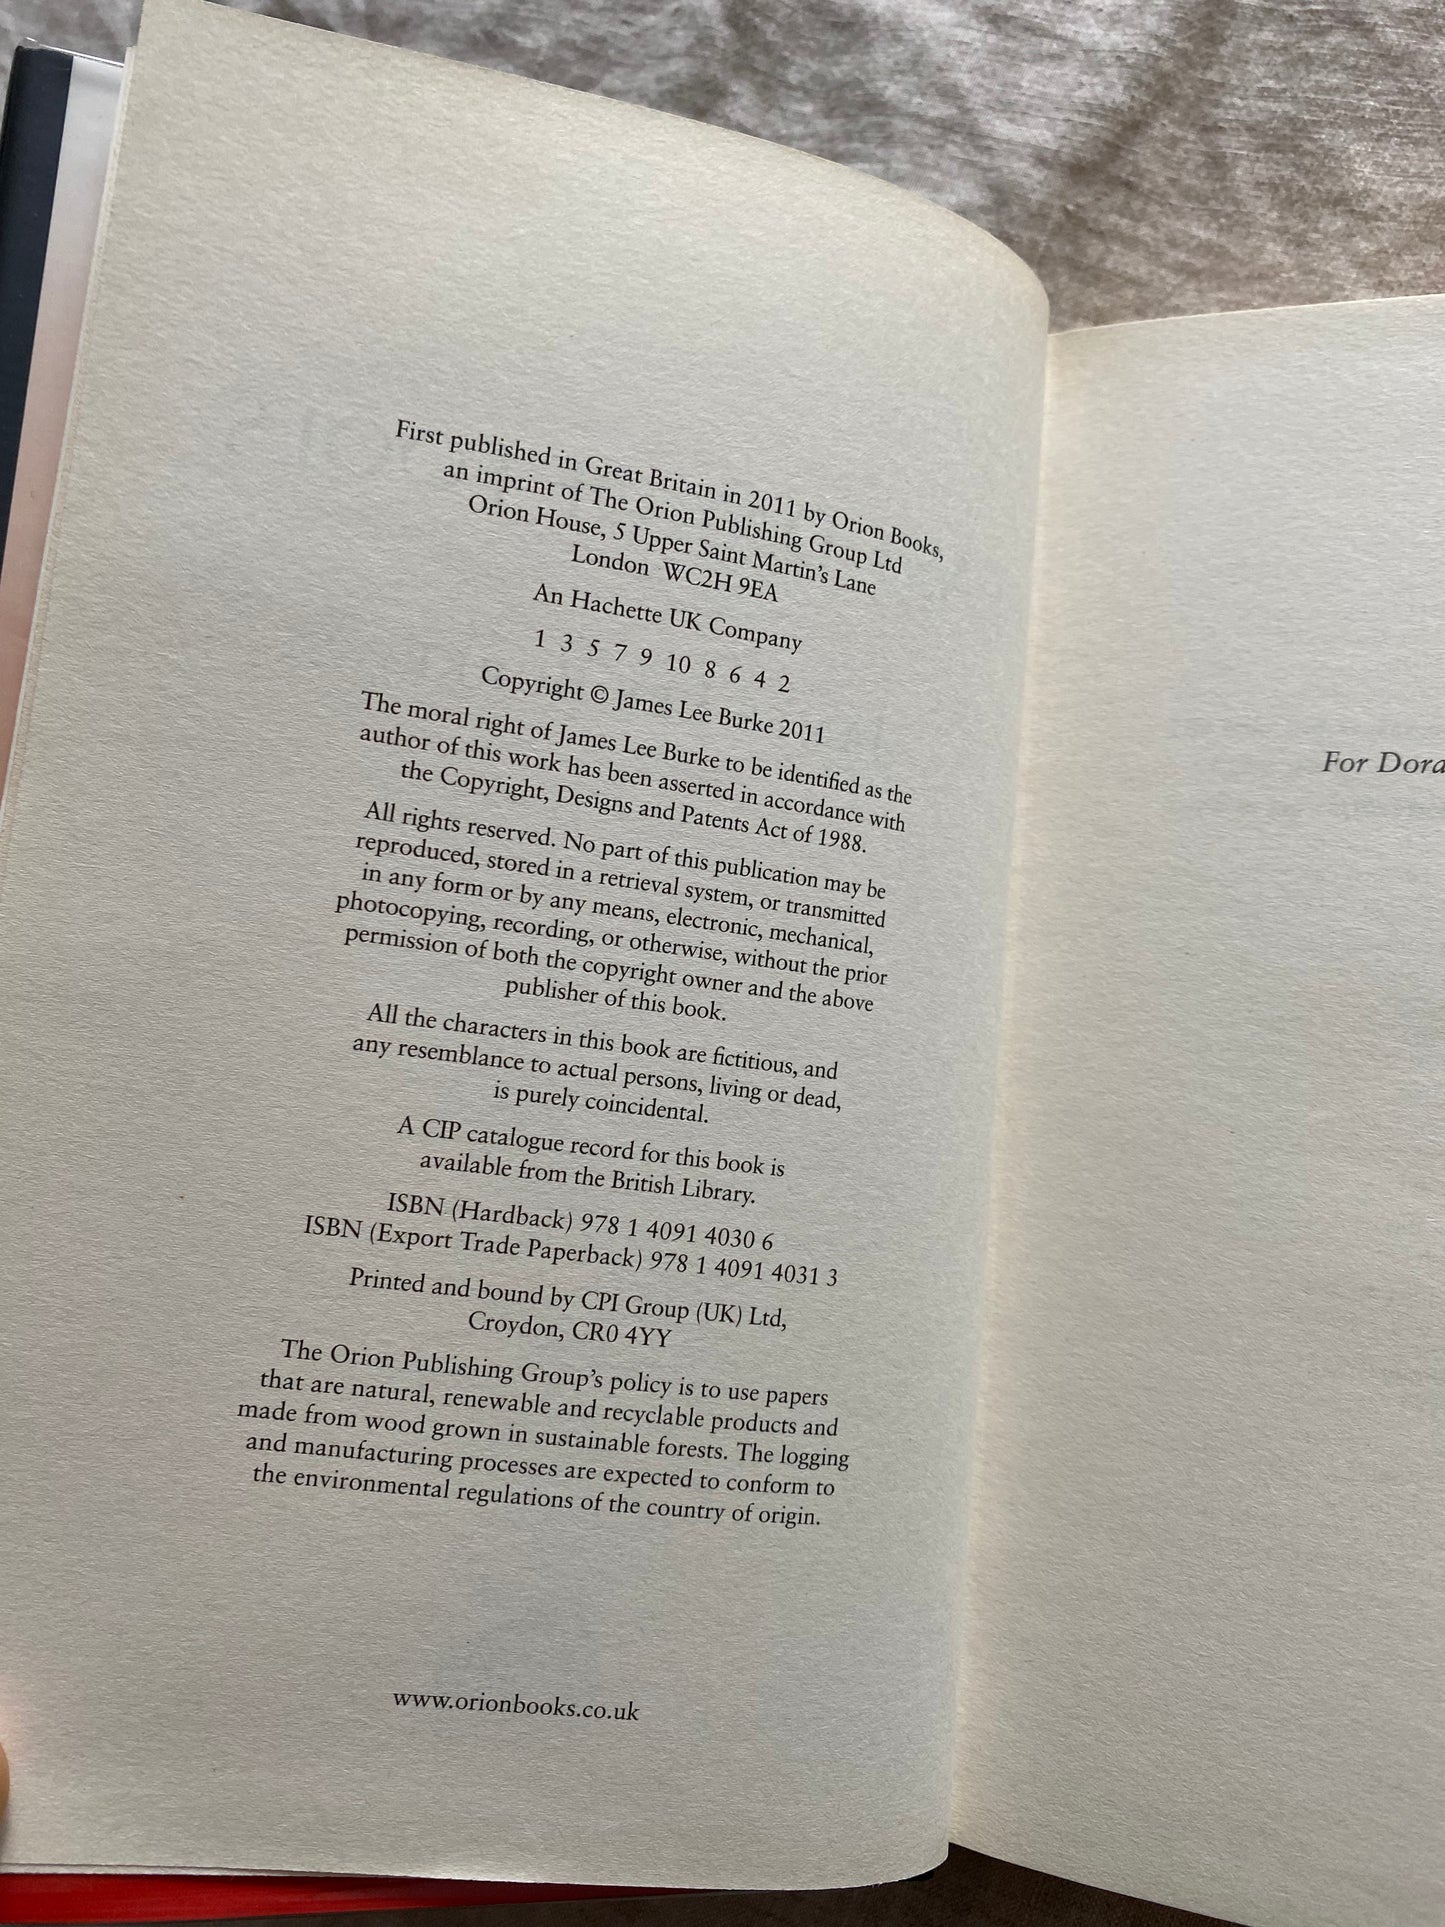 First published in Great Britain in 2011 by Orion Books,
an imprint of The Orion Publishing Group Ltd
Orion House, 5 Upper Saint Martin's Lane
London WC2H 9EA
An Hachette UK Company
1 3 5 7 9 10 8 6 4 2
Copyright © James Lee Burke 2011
The moral right of James Lee Burke to be identified as the
author of this work has been asserted in accordance with
the Copyright, Designs and Patents Act of 1988.
All rights reserved. No part of this publication may be
reproduced, stored in a retrieval system, or transmitted
in any form or by any means, electronic, mechanical,
photocopying, recording, or otherwise, without the prior
permission of both the copyright owner and the above
publisher of this book.
All the characters in this book are fictitious, and
any resemblance to actual persons, living or dead,
is purely coincidental.
A CIP catalogue record for this book is
available from the British Library.
ISBN (Hardback) 978 1 4091 4030 6
ISBN (Export Trade Paperback) 978 1 4091 4031 3
Printed and bound by CPI Group (UK) Ltd,
Croydon, CR0 4YY
The Orion Publishing Group's policy is to use papers
that are natural, renewable and recyclable products and
made from wood grown in sustainable forests. The logging
and manufacturing processes are expected to conform to
the environmental regulations of the country of origin.
www.orionbooks.co.uk
For Dora